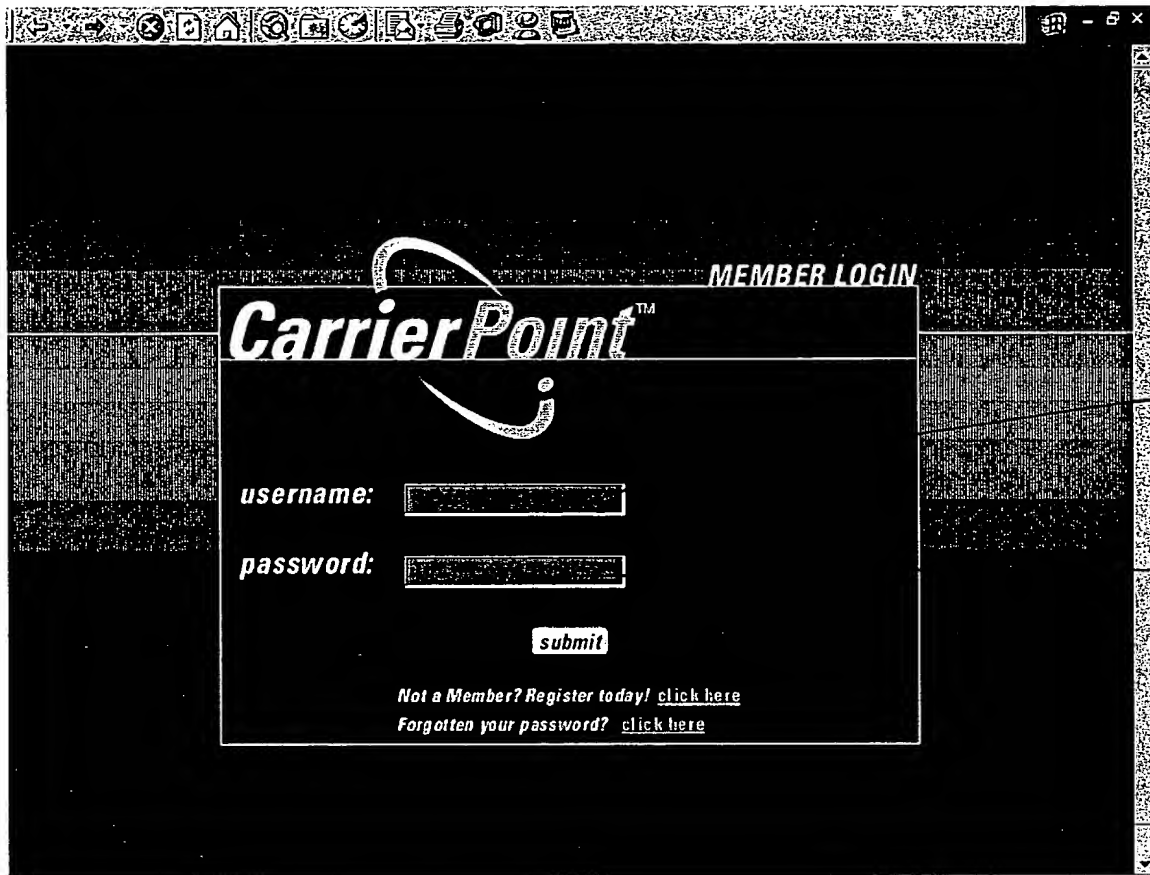 MEMBER LOGIN
CarrierPoint™
username:
password:
submit
Not a Member? Register today! click here
Forgotten your password? click here